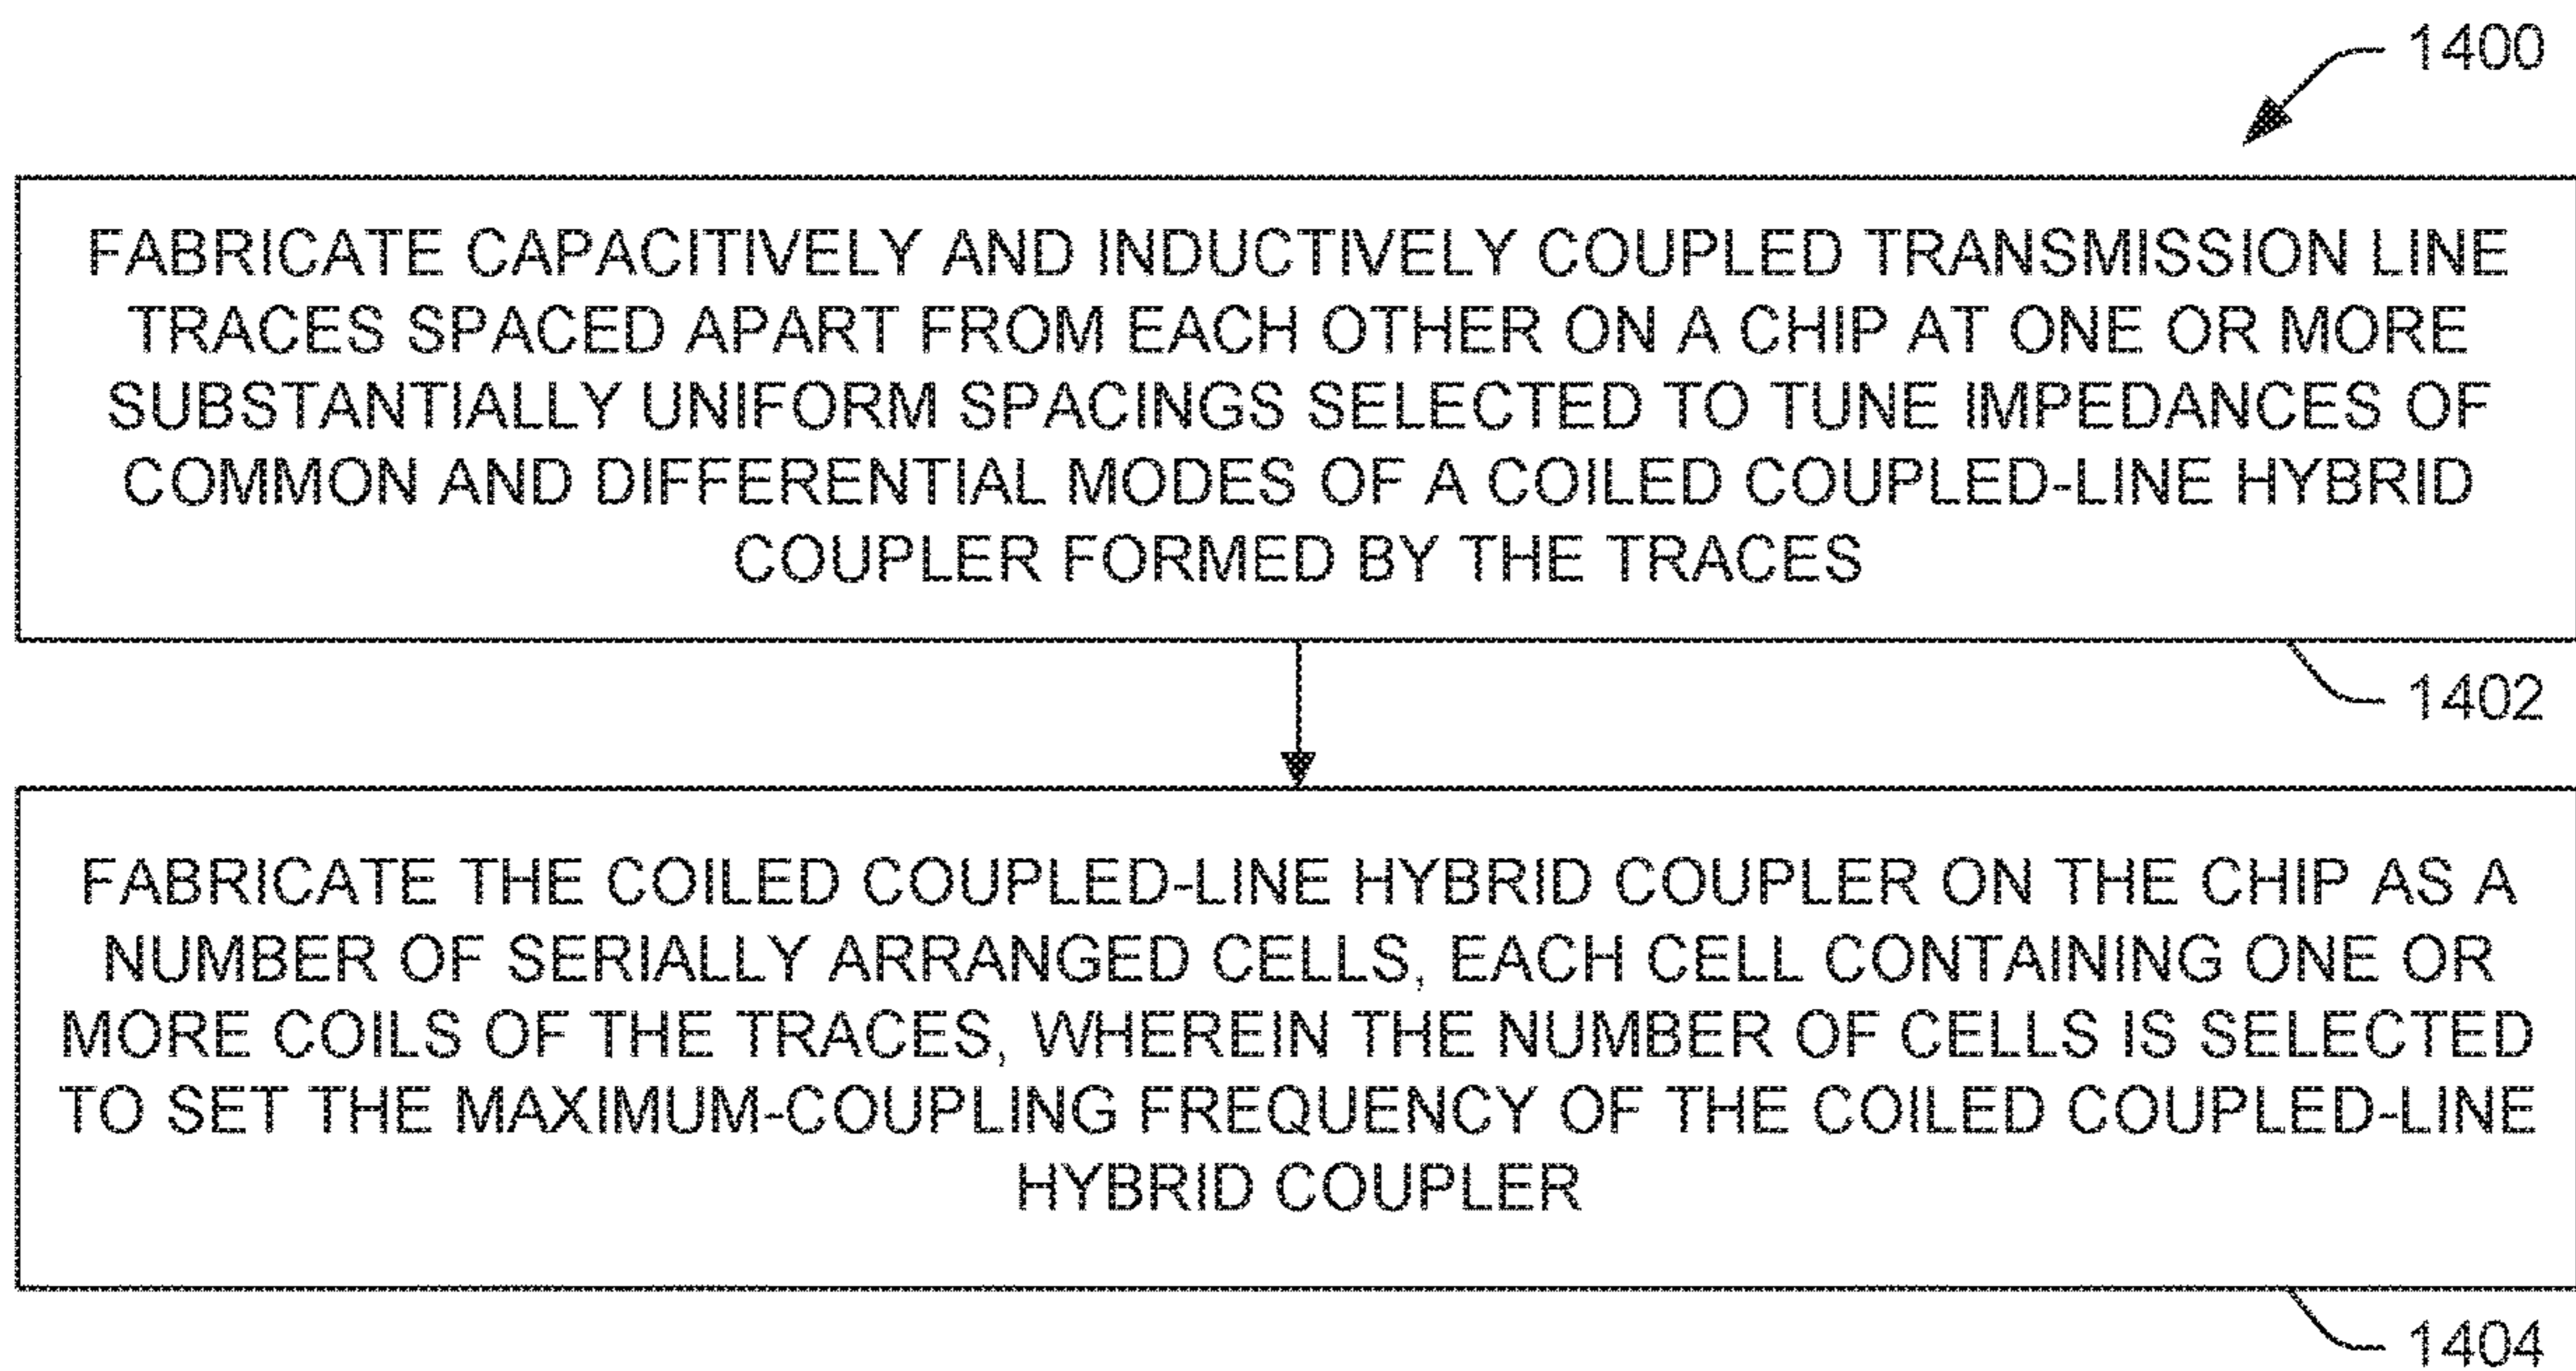 1400
FABRICATE CAPACITIVELY AND INDUCTIVELY COUPLED TRANSMISSION LINE
TRACES SPACED APART FROM EACH OTHER ON A CHIP AT ONE OR MORE
SUBSTANTIALLY UNIFORM SPACINGS SELECTED TO TUNE IMPEDANCES OF
COMMON AND DIFFERENTIAL MODES OF A COILED COUPLED-LINE HYBRID
COUPLER FORMED BY THE TRACES
1402
FABRICATE THE COILED COUPLED-LINE HYBRID COUPLER ON THE CHIP AS A
NUMBER OF SERIALLY ARRANGED CELLS, EACH CELL CONTAINING ONE OR
MORE COILS OF THE TRACES, WHEREIN THE NUMBER OF CELLS IS SELECTED
TO SET THE MAXIMUM-COUPLING FREQUENCY OF THE COILED COUPLED-LINE
HYBRID COUPLER
1404